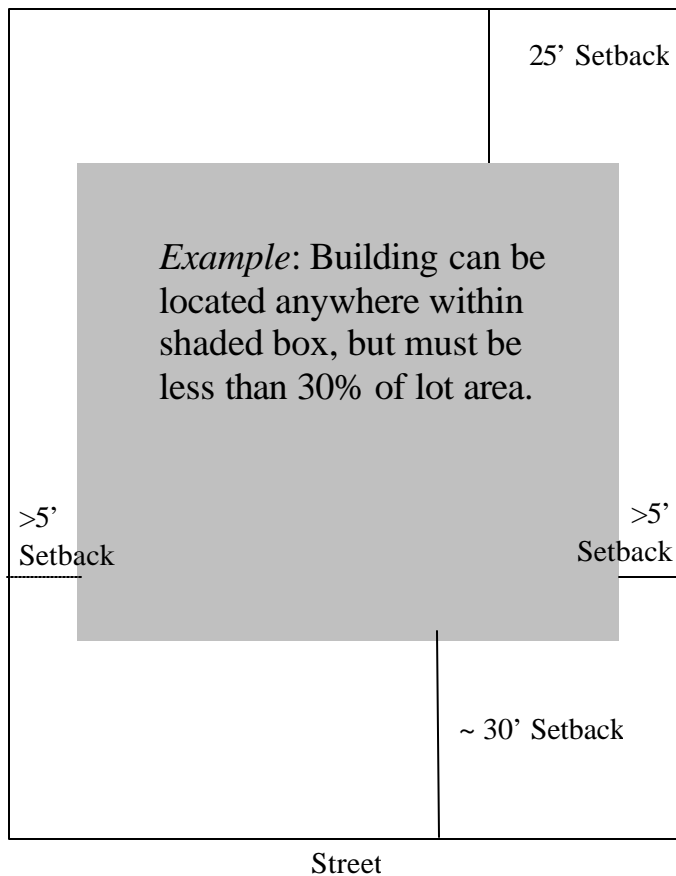 25’ Setback
Example: Building can be
located anywhere within
shaded box, but must be
less than 30% of lot area.
>5’
Setback
>5’
Setback
~ 30’ Setback
Street